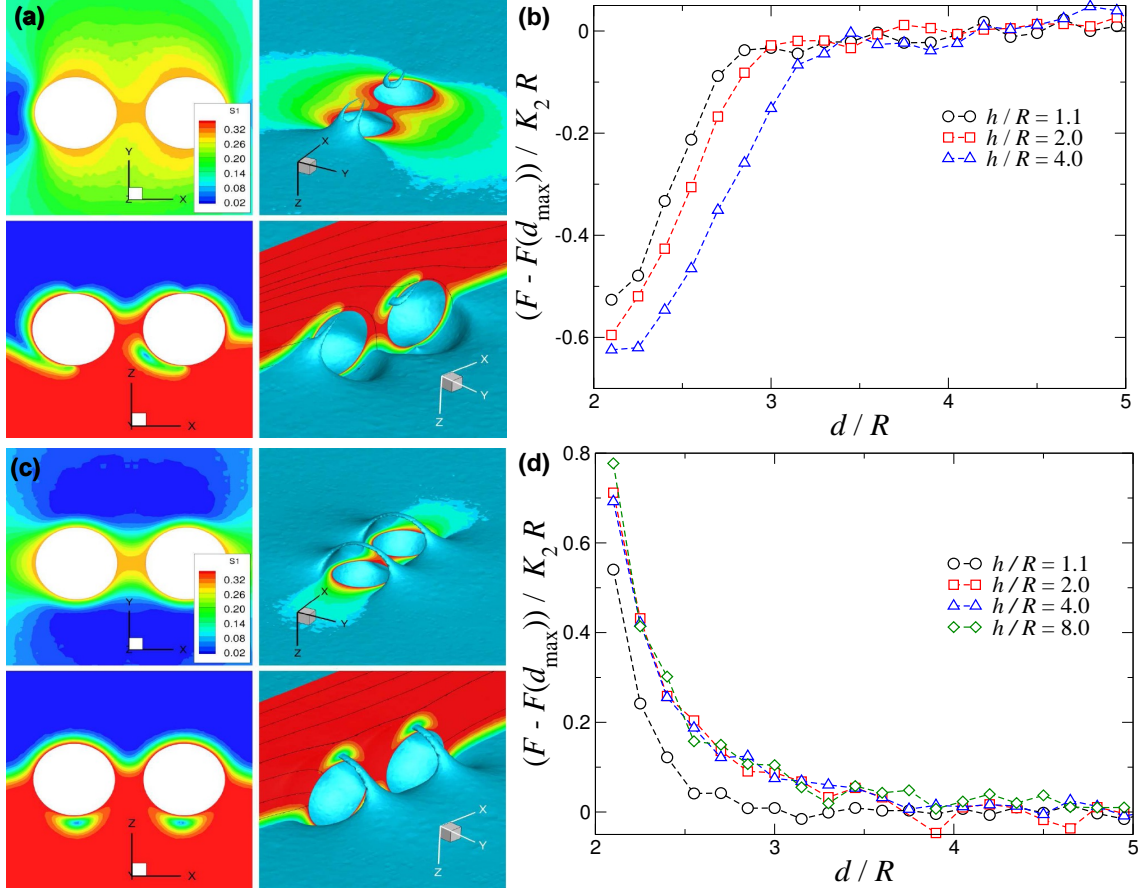 (a)
S1
0.32
0.26
0.20
0.14
0.08
0.02
Y
Z
X
X
Y
Z
Z
Y
X
X
Y
Z
(b)
0
-0.2
-0.4
-0.6
(F - F(d_max)) / K_2 R
h / R = 1.1
h / R = 2.0
h / R = 4.0
2 3 4 5
d / R
(c)
S1
0.32
0.26
0.20
0.14
0.08
0.02
Y
Z
X
X
Y
Z
Z
Y
X
X
Y
Z
(d)
0.8
0.6
0.4
0.2
0
(F - F(d_max)) / K_2 R
h / R = 1.1
h / R = 2.0
h / R = 4.0
h / R = 8.0
2 3 4 5
d / R